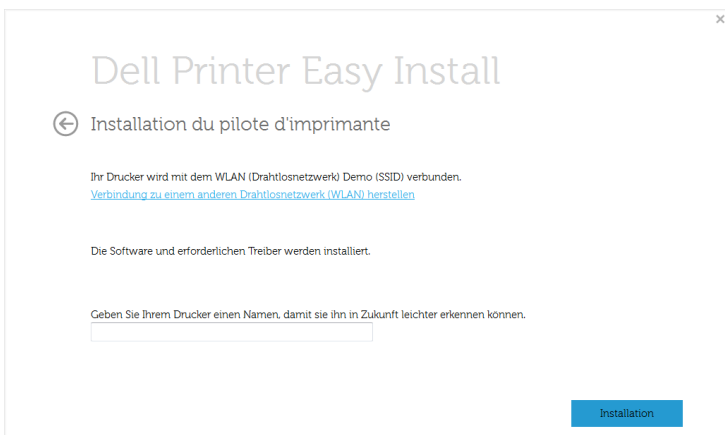 Dell Printer Easy Install
Installation du pilote d'imprimante
Ihr Drucker wird mit dem WLAN (Drahtlosnetzwerk) Demo (SSID) verbunden.
Verbindung zu einem anderen Drahtlosnetzwerk (WLAN) herstellen
Die Software und erforderlichen Treiber werden installiert.
Geben Sie Ihrem Drucker einen Namen, damit sie ihn in Zukunft leichter erkennen können.
Installation